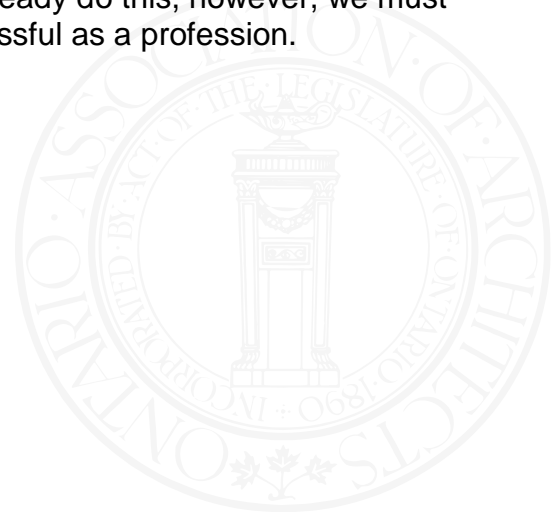 eady do this, however, we must
ssful as a profession.
ONTARIO · ASSOCIATION · OF · ARCHITECTS
INCORPORATED · BY · ACT · OF · THE · LEGISLATURE · OF · ONTARIO · 1890